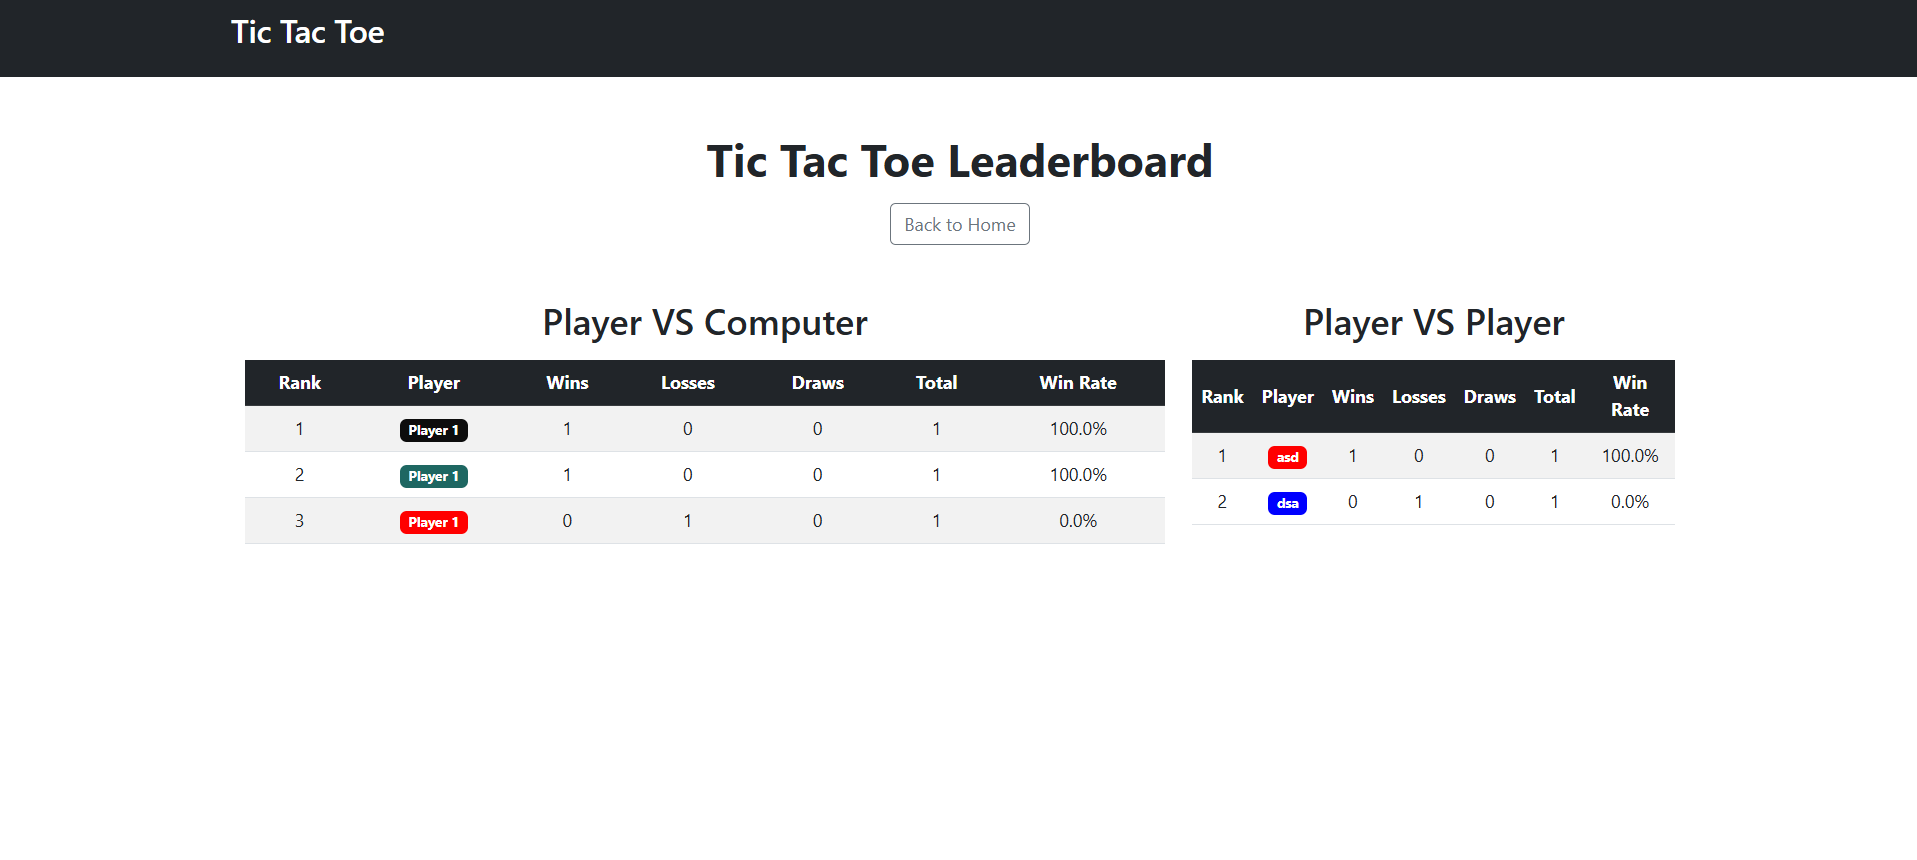 Tic Tac Toe
Tic Tac Toe Leaderboard
Back to Home
Player VS Computer
Rank Player Wins Losses Draws Total Win Rate
1 Player 1 1 0 0 1 100.0%
2 Player 1 1 0 0 1 100.0%
3 Player 1 0 1 0 1 0.0%
Player VS Player
Rank Player Wins Losses Draws Total Win Rate
1 asd 1 0 0 1 100.0%
2 dsa 0 1 0 1 0.0%